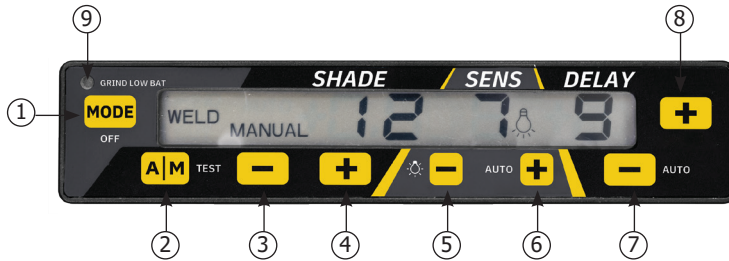 9
8
GRIND LOW BAT SHADE SENS DELAY
1 MODE WELD MANUAL 12 7 9 +
OFF
A|M TEST − + − AUTO + − AUTO
2 3 4 5 6 7